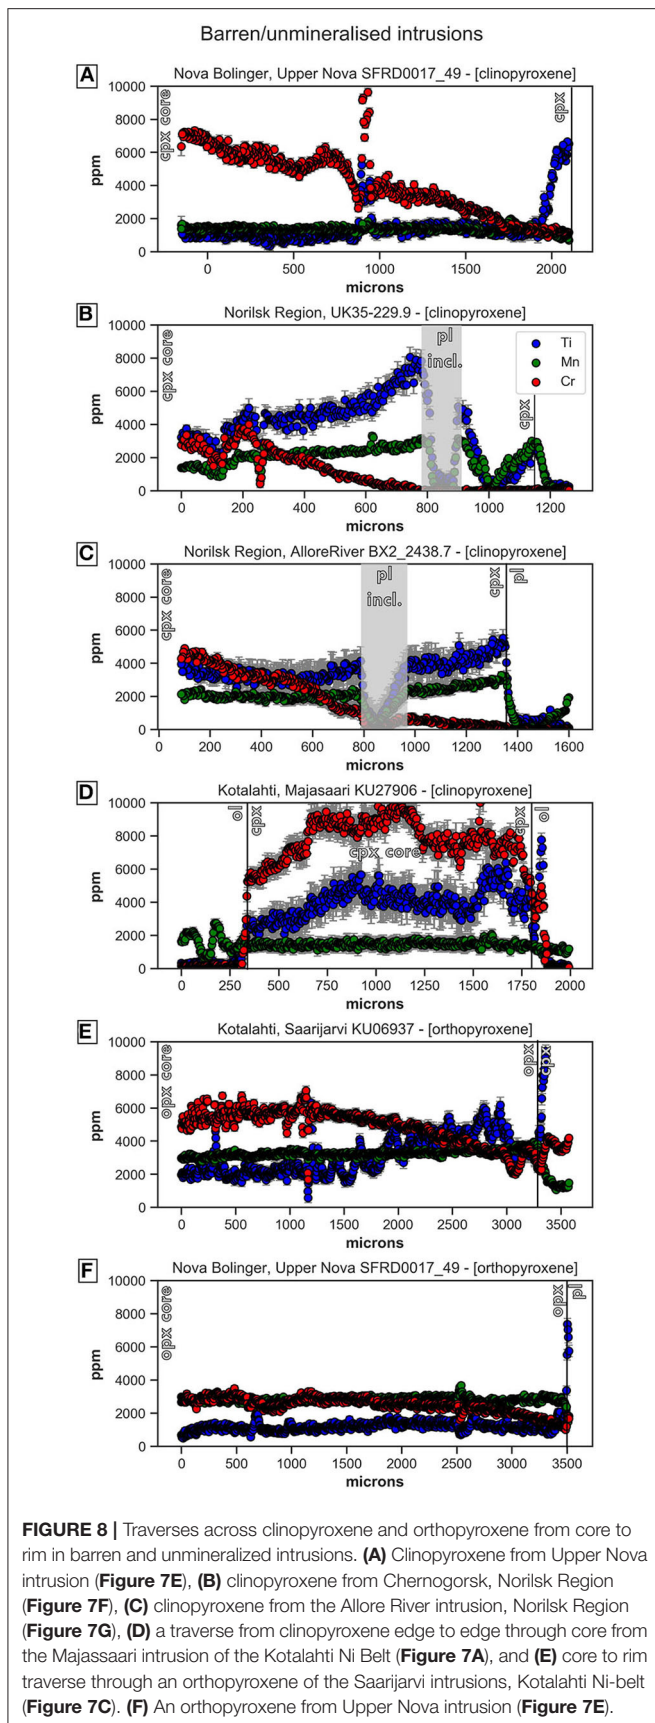 Barren/unmineralised intrusions
A
Nova Bolinger, Upper Nova SFRD0017_49 - [clinopyroxene]
10000
8000
6000
4000
2000
0
ppm
cpx core
cpx
0 500 1000 1500 2000
microns
B
Norilsk Region, UK35-229.9 - [clinopyroxene]
10000
8000
6000
4000
2000
0
ppm
cpx core
pl
incl.
cpx
Ti
Mn
Cr
0 200 400 600 800 1000 1200
microns
C
Norilsk Region, AlloreRiver BX2_2438.7 - [clinopyroxene]
10000
8000
6000
4000
2000
0
ppm
cpx core
pl
incl.
cpx
pl
0 200 400 600 800 1000 1200 1400 1600
microns
D
Kotalahti, Majasaari KU27906 - [clinopyroxene]
10000
8000
6000
4000
2000
0
ppm
ol
cpx
cpx core
cpx
ol
0 250 500 750 1000 1250 1500 1750 2000
microns
E
Kotalahti, Saarijarvi KU06937 - [orthopyroxene]
10000
8000
6000
4000
2000
0
ppm
opx core
opx
cpx
0 500 1000 1500 2000 2500 3000 3500
microns
F
Nova Bolinger, Upper Nova SFRD0017_49 - [orthopyroxene]
10000
8000
6000
4000
2000
0
ppm
opx core
opx
pl
0 500 1000 1500 2000 2500 3000 3500
microns
FIGURE 8 | Traverses across clinopyroxene and orthopyroxene from core to
rim in barren and unmineralized intrusions. (A) Clinopyroxene from Upper Nova
intrusion (Figure 7E), (B) clinopyroxene from Chernogorsk, Norilsk Region
(Figure 7F), (C) clinopyroxene from the Allore River intrusion, Norilsk Region
(Figure 7G), (D) a traverse from clinopyroxene edge to edge through core from
the Majassaari intrusion of the Kotalahti Ni Belt (Figure 7A), and (E) core to rim
traverse through an orthopyroxene of the Saarijarvi intrusions, Kotalahti Ni-belt
(Figure 7C). (F) An orthopyroxene from Upper Nova intrusion (Figure 7E).